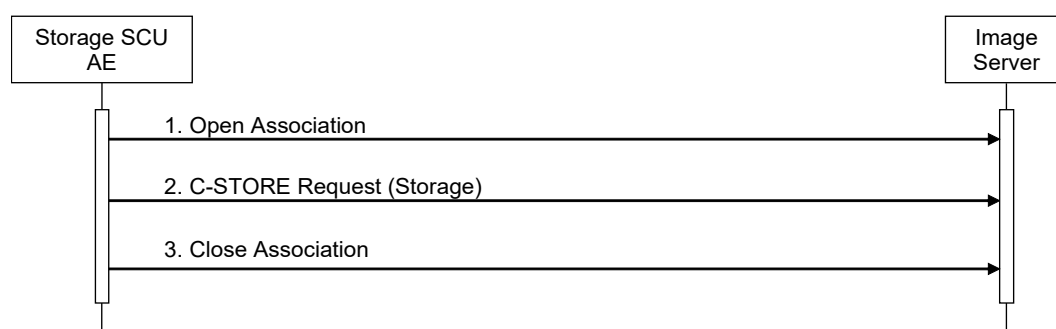 Storage SCU
AE
Image
Server
1. Open Association
2. C-STORE Request (Storage)
3. Close Association